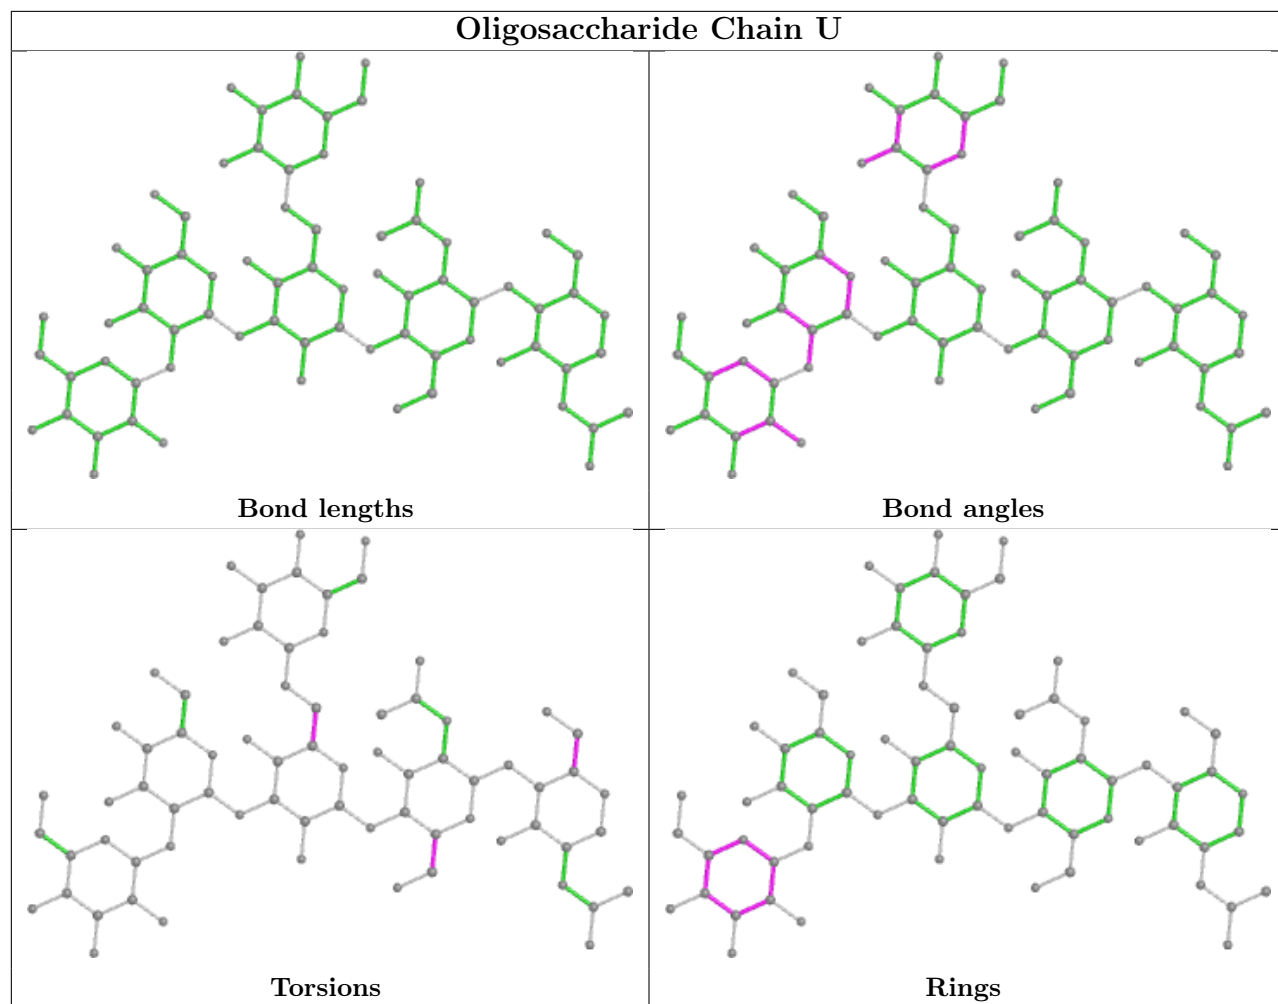 Oligosaccharide Chain U
Bond lengths
Bond angles
Torsions
Rings